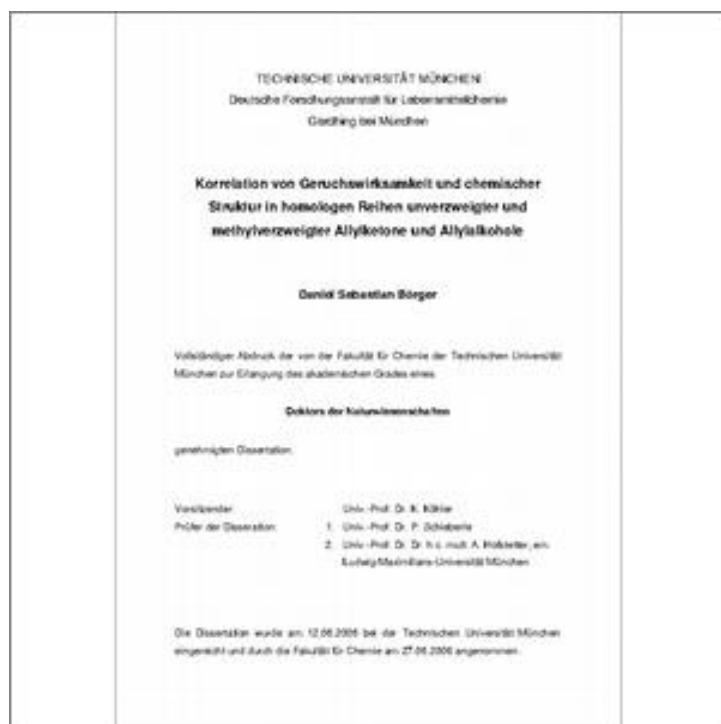 TECHNISCHE UNIVERSITÄT MÜNCHEN
Deutsche Forschungsanstalt für Lebensmittelchemie
Garching bei München
Korrelation von Geruchswirksamkeit und chemischer
Struktur in homologen Reihen unverzweigter und
methylverzweigter Allylketone und Allylalkohole
Daniel Sebastian Börger
Vollständiger Abdruck der von der Fakultät für Chemie der Technischen Universität
München zur Erlangung des akademischen Grades eines
Doktors der Naturwissenschaften
genehmigten Dissertation.
Vorsitzender: Univ.-Prof. Dr. K. Köhler
Prüfer der Dissertation: 1. Univ.-Prof. Dr. P. Schieberle
2. Univ.-Prof. Dr. Dr. h.c. mult. A. Hofstetter, em.
Ludwig-Maximilians-Universität München
Die Dissertation wurde am 12.06.2006 bei der Technischen Universität München
eingereicht und durch die Fakultät für Chemie am 27.06.2006 angenommen.